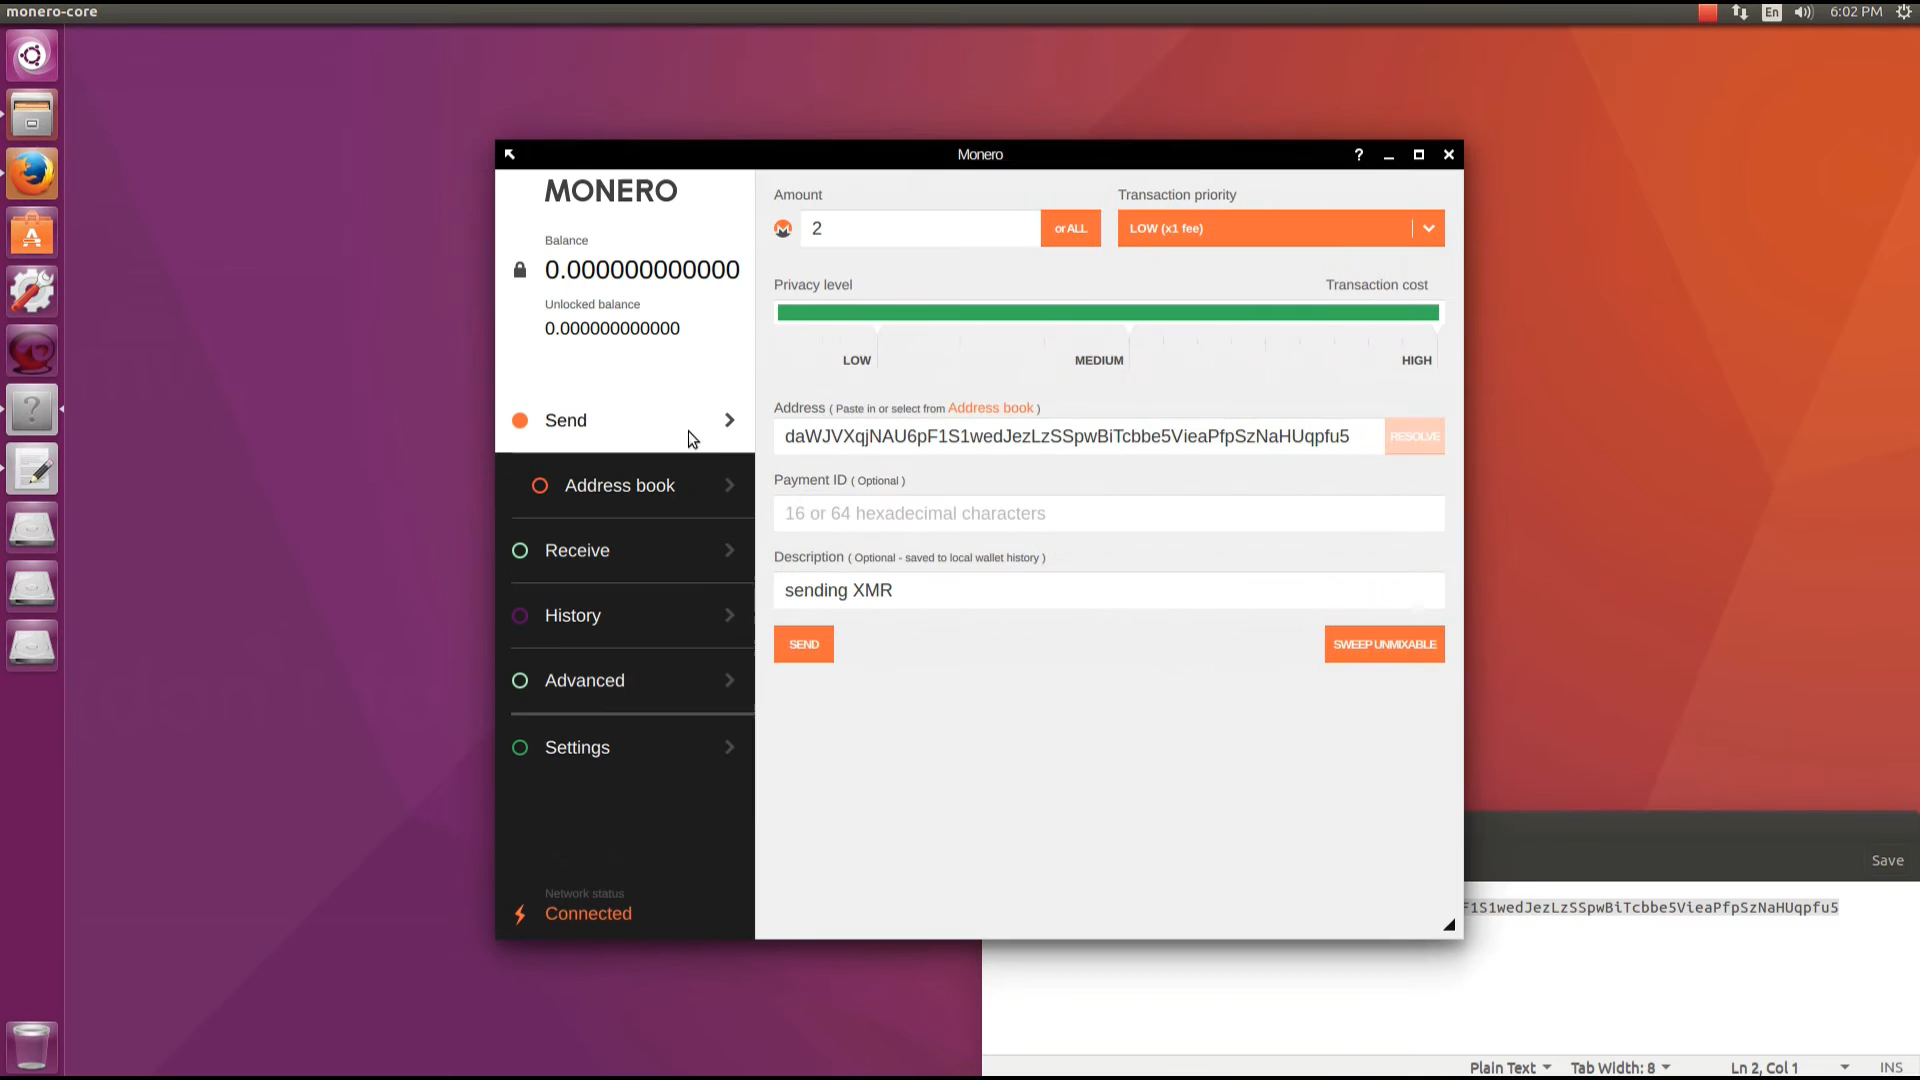 monero-core
En
6:02 PM
Monero
?
MONERO
Balance
0.000000000000
Unlocked balance
0.000000000000
Send
Address book
Receive
History
Advanced
Settings
Network status
Connected
Amount
2
or ALL
Transaction priority
LOW (x1 fee)
Privacy level
Transaction cost
LOW
MEDIUM
HIGH
Address ( Paste in or select from Address book )
daWJVXqjNAU6pF1S1wedJezLzSSpwBiTcbbe5VieaPfpSzNaHUqpfu5
RESOLVE
Payment ID ( Optional )
16 or 64 hexadecimal characters
Description ( Optional - saved to local wallet history )
sending XMR
SEND
SWEEP UNMIXABLE
Save
F1S1wedJezLzSSpwBiTcbbe5VieaPfpSzNaHUqpfu5
Plain Text
Tab Width: 8
Ln 2, Col 1
INS